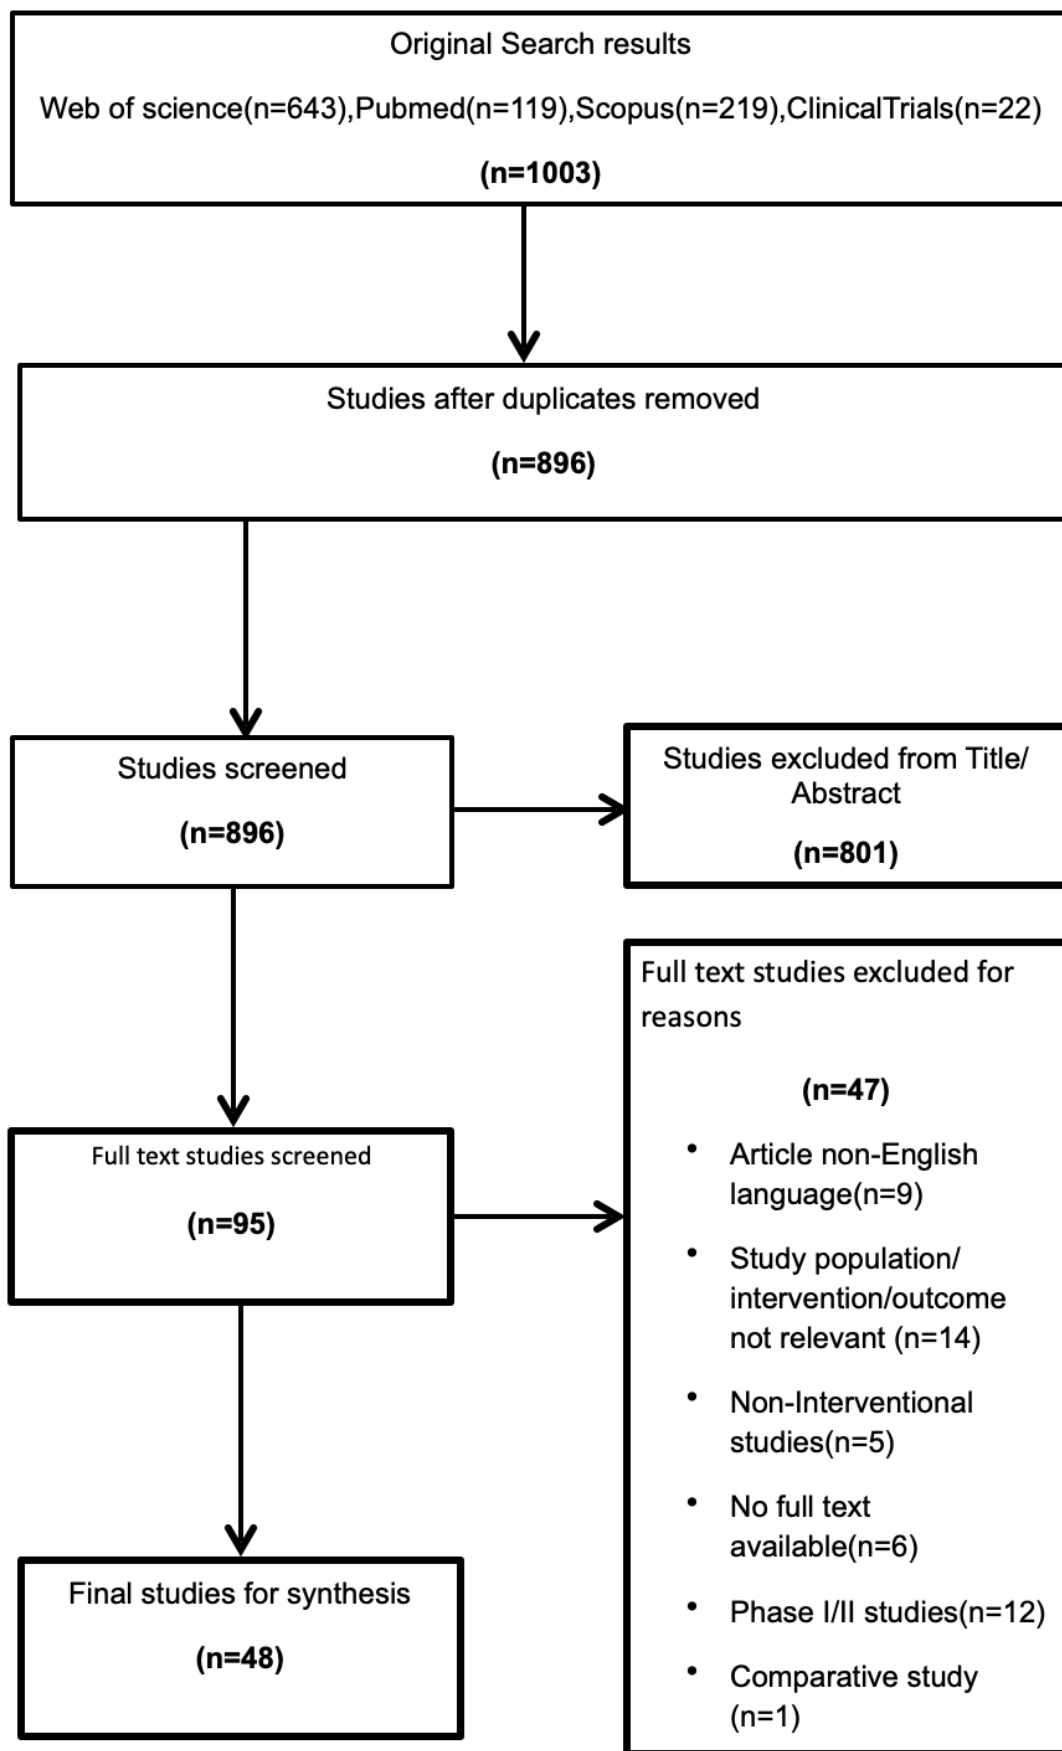 Original Search results
Web of science(n=643),Pubmed(n=119),Scopus(n=219),ClinicalTrials(n=22)
(n=1003)
Studies after duplicates removed
(n=896)
Studies screened
(n=896)
Studies excluded from Title/
Abstract
(n=801)
Full text studies screened
(n=95)
Full text studies excluded for
reasons
(n=47)
• Article non-English
language(n=9)
• Study population/
intervention/outcome
not relevant (n=14)
• Non-Interventional
studies(n=5)
• No full text
available(n=6)
• Phase I/II studies(n=12)
• Comparative study
(n=1)
Final studies for synthesis
(n=48)